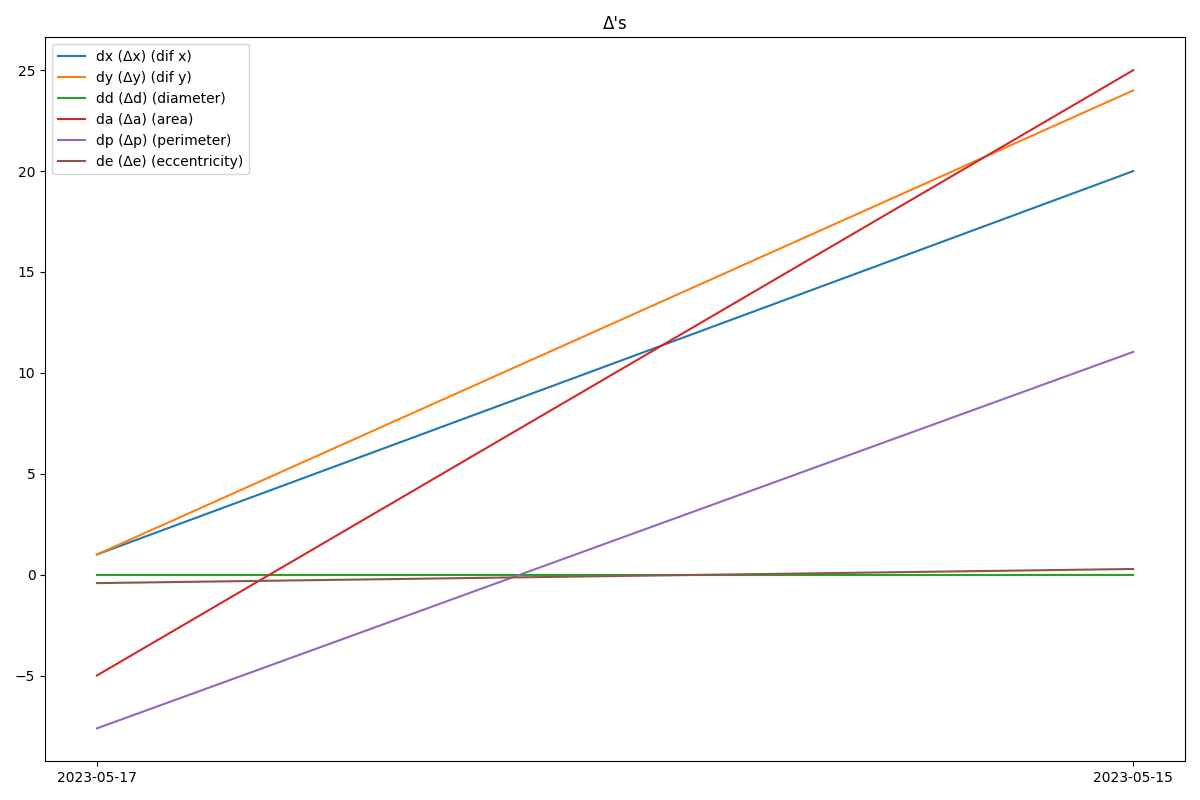 Δ's
dx (Δx) (dif x)
dy (Δy) (dif y)
dd (Δd) (diameter)
da (Δa) (area)
dp (Δp) (perimeter)
de (Δe) (eccentricity)
25
20
15
10
5
0
−5
2023-05-17
2023-05-15